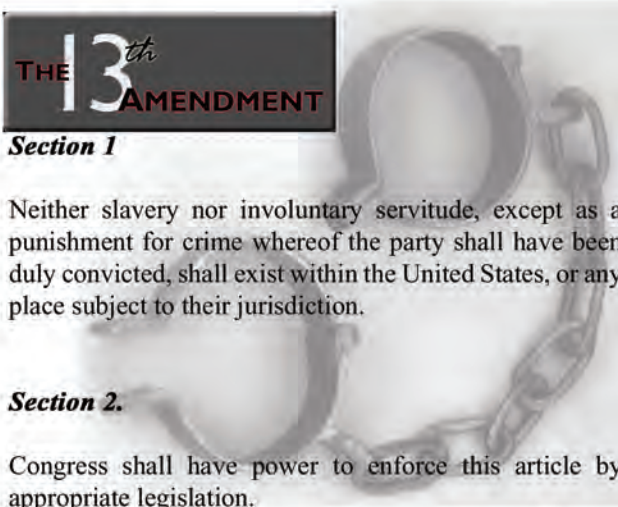 THE 13th AMENDMENT
Section 1
Neither slavery nor involuntary servitude, except as a
punishment for crime whereof the party shall have been
duly convicted, shall exist within the United States, or any
place subject to their jurisdiction.
Section 2.
Congress shall have power to enforce this article by
appropriate legislation.